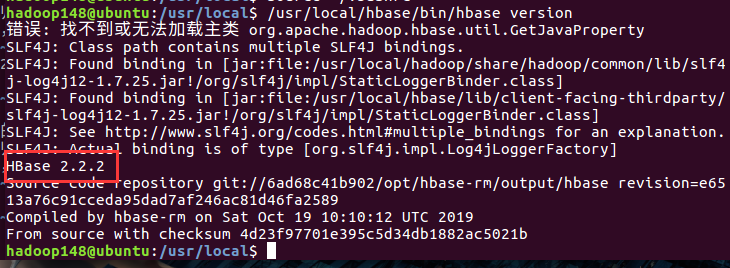 hadoop148@ubuntu:/usr/local$ /usr/local/hbase/bin/hbase version
错误: 找不到或无法加载主类 org.apache.hadoop.hbase.util.GetJavaProperty
SLF4J: Class path contains multiple SLF4J bindings.
SLF4J: Found binding in [jar:file:/usr/local/hadoop/share/hadoop/common/lib/slf4
j-log4j12-1.7.25.jar!/org/slf4j/impl/StaticLoggerBinder.class]
SLF4J: Found binding in [jar:file:/usr/local/hbase/lib/client-facing-thirdparty/
slf4j-log4j12-1.7.25.jar!/org/slf4j/impl/StaticLoggerBinder.class]
SLF4J: See http://www.slf4j.org/codes.html#multiple_bindings for an explanation.
SLF4J: Actual binding is of type [org.slf4j.impl.Log4jLoggerFactory]
HBase 2.2.2
Source code repository git://6ad68c41b902/opt/hbase-rm/output/hbase revision=e65
13a76c91cceda95dad7af246ac81d46fa2589
Compiled by hbase-rm on Sat Oct 19 10:10:12 UTC 2019
From source with checksum 4d23f97701e395c5d34db1882ac5021b
hadoop148@ubuntu:/usr/local$